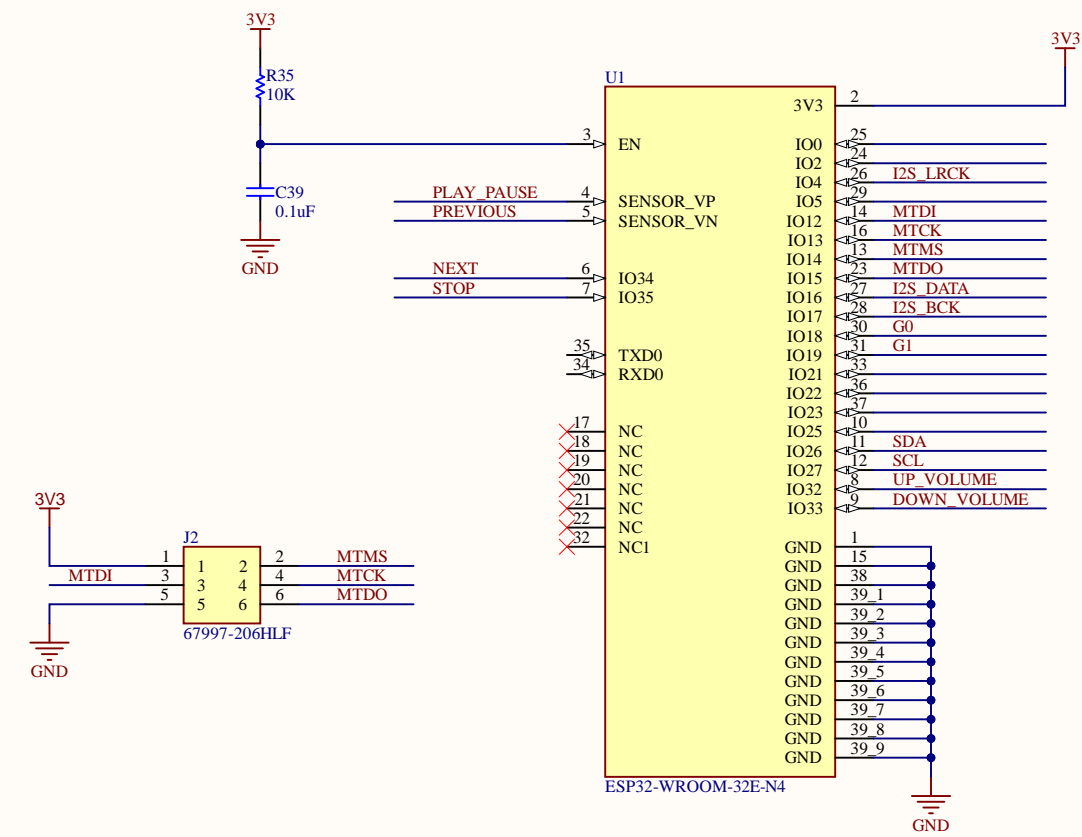 3V3
R35
10K
C39
0.1uF
GND
U1
3V3
3V3 2
3 EN
PLAY_PAUSE 4 SENSOR_VP
PREVIOUS 5 SENSOR_VN
NEXT 6 IO34
STOP 7 IO35
35 TXD0
34 RXD0
17 NC
18 NC
19 NC
20 NC
21 NC
22 NC
32 NC1
IO0 25
IO2 24
IO4 26 I2S_LRCK
IO5 29
IO12 14 MTDI
IO13 16 MTCK
IO14 13 MTMS
IO15 23 MTDO
IO16 27 I2S_DATA
IO17 28 I2S_BCK
IO18 30 G0
IO19 31 G1
IO21 33
IO22 36
IO23 37
IO25 10
IO26 11 SDA
IO27 12 SCL
IO32 8 UP_VOLUME
IO33 9 DOWN_VOLUME
GND 1
GND 15
GND 38
GND 39_1
GND 39_2
GND 39_3
GND 39_4
GND 39_5
GND 39_6
GND 39_7
GND 39_8
GND 39_9
ESP32-WROOM-32E-N4
GND
3V3
J2
1 1 2 2 MTMS
MTDI 3 3 4 4 MTCK
5 5 6 6 MTDO
67997-206HLF
GND